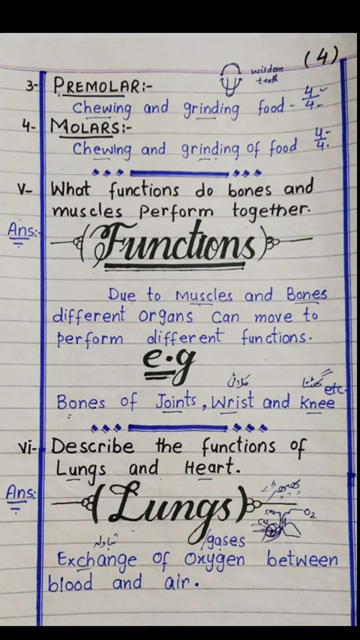 (4)
wisdom
teeth
3- PREMOLAR:-
Chewing and grinding food - 4/4
4- MOLARS:-
Chewing and grinding of food 4/4
V- What functions do bones and
muscles Perform together.
Ans:-
(Functions)
Due to Muscles and Bones
different organs Can move to
perform different functions.
e.g
کلائی گھٹنا
Bones of Joints, Wrist and knee etc.
vi- Describe the functions of
Lungs and Heart.
Ans:-
(Lungs)
O2
تبادلہ gases
Exchange of Oxygen between
blood and air.